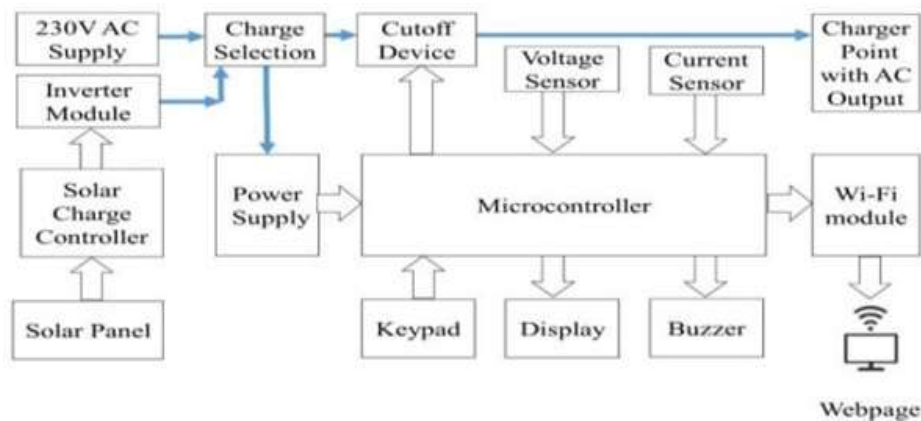 230V AC
Supply
Charge
Selection
Cutoff
Device
Voltage
Sensor
Current
Sensor
Charger
Point
with AC
Output
Inverter
Module
Solar
Charge
Controller
Power
Supply
Microcontroller
Wi-Fi
module
Solar Panel
Keypad
Display
Buzzer
Webpage